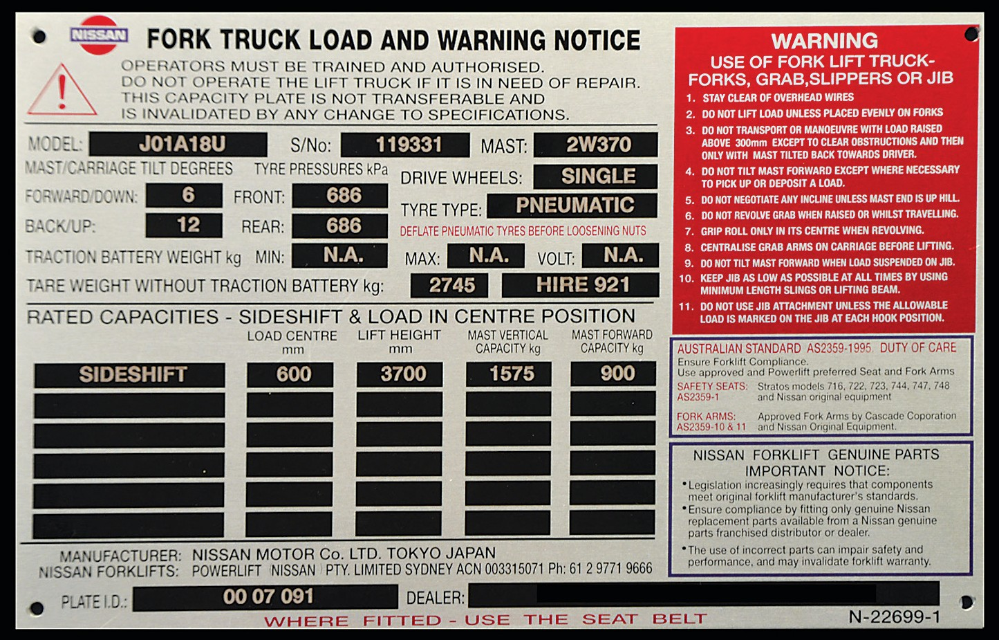 NISSAN
FORK TRUCK LOAD AND WARNING NOTICE
OPERATORS MUST BE TRAINED AND AUTHORISED.
DO NOT OPERATE THE LIFT TRUCK IF IT IS IN NEED OF REPAIR.
THIS CAPACITY PLATE IS NOT TRANSFERABLE AND
IS INVALIDATED BY ANY CHANGE TO SPECIFICATIONS.
!
MODEL: J01A18U S/No: 119331 MAST: 2W370
MAST/CARRIAGE TILT DEGREES TYRE PRESSURES kPa
DRIVE WHEELS: SINGLE
FORWARD/DOWN: 6 FRONT: 686
TYRE TYPE: PNEUMATIC
BACK/UP: 12 REAR: 686
DEFLATE PNEUMATIC TYRES BEFORE LOOSENING NUTS
TRACTION BATTERY WEIGHT kg MIN: N.A. MAX: N.A. VOLT: N.A.
TARE WEIGHT WITHOUT TRACTION BATTERY kg: 2745 HIRE 921
RATED CAPACITIES - SIDESHIFT & LOAD IN CENTRE POSITION
LOAD CENTRE LIFT HEIGHT MAST VERTICAL MAST FORWARD
mm mm CAPACITY kg CAPACITY kg
SIDESHIFT 600 3700 1575 900
MANUFACTURER: NISSAN MOTOR Co. LTD. TOKYO JAPAN
NISSAN FORKLIFTS: POWERLIFT (NISSAN) PTY. LIMITED SYDNEY ACN 003315071 Ph: 61 2 9771 9666
PLATE I.D.: 00 07 091 DEALER:
WHERE FITTED - USE THE SEAT BELT
N-22699-1
WARNING
USE OF FORK LIFT TRUCK-
FORKS, GRAB,SLIPPERS OR JIB
1. STAY CLEAR OF OVERHEAD WIRES
2. DO NOT LIFT LOAD UNLESS PLACED EVENLY ON FORKS
3. DO NOT TRANSPORT OR MANOEUVRE WITH LOAD RAISED
ABOVE 300mm EXCEPT TO CLEAR OBSTRUCTIONS AND THEN
ONLY WITH MAST TILTED BACK TOWARDS DRIVER.
4. DO NOT TILT MAST FORWARD EXCEPT WHERE NECESSARY
TO PICK UP OR DEPOSIT A LOAD.
5. DO NOT NEGOTIATE ANY INCLINE UNLESS MAST END IS UP HILL.
6. DO NOT REVOLVE GRAB WHEN RAISED OR WHILST TRAVELLING.
7. GRIP ROLL ONLY IN ITS CENTRE WHEN REVOLVING.
8. CENTRALISE GRAB ARMS ON CARRIAGE BEFORE LIFTING.
9. DO NOT TILT MAST FORWARD WHEN LOAD SUSPENDED ON JIB.
10. KEEP JIB AS LOW AS POSSIBLE AT ALL TIMES BY USING
MINIMUM LENGTH SLINGS OR LIFTING BEAM.
11. DO NOT USE JIB ATTACHMENT UNLESS THE ALLOWABLE
LOAD IS MARKED ON THE JIB AT EACH HOOK POSITION.
AUSTRALIAN STANDARD AS2359-1995. DUTY OF CARE
Ensure Forklift Compliance.
Use approved and Powerlift preferred Seat and Fork Arms
SAFETY SEATS: Stratos models 716, 722, 723, 744, 747, 748
AS2359-1 and Nissan original equipment
FORK ARMS: Approved Fork Arms by Cascade Coporation
AS2359-10 & 11 and Nissan Original Equipment.
NISSAN FORKLIFT GENUINE PARTS
IMPORTANT NOTICE:
• Legislation increasingly requires that components
meet original forklift manufacturer's standards.
• Ensure compliance by fitting only genuine Nissan
replacement parts available from a Nissan genuine
parts franchised distributor or dealer.
• The use of incorrect parts can impair safety and
performance, and may invalidate forklift warranty.